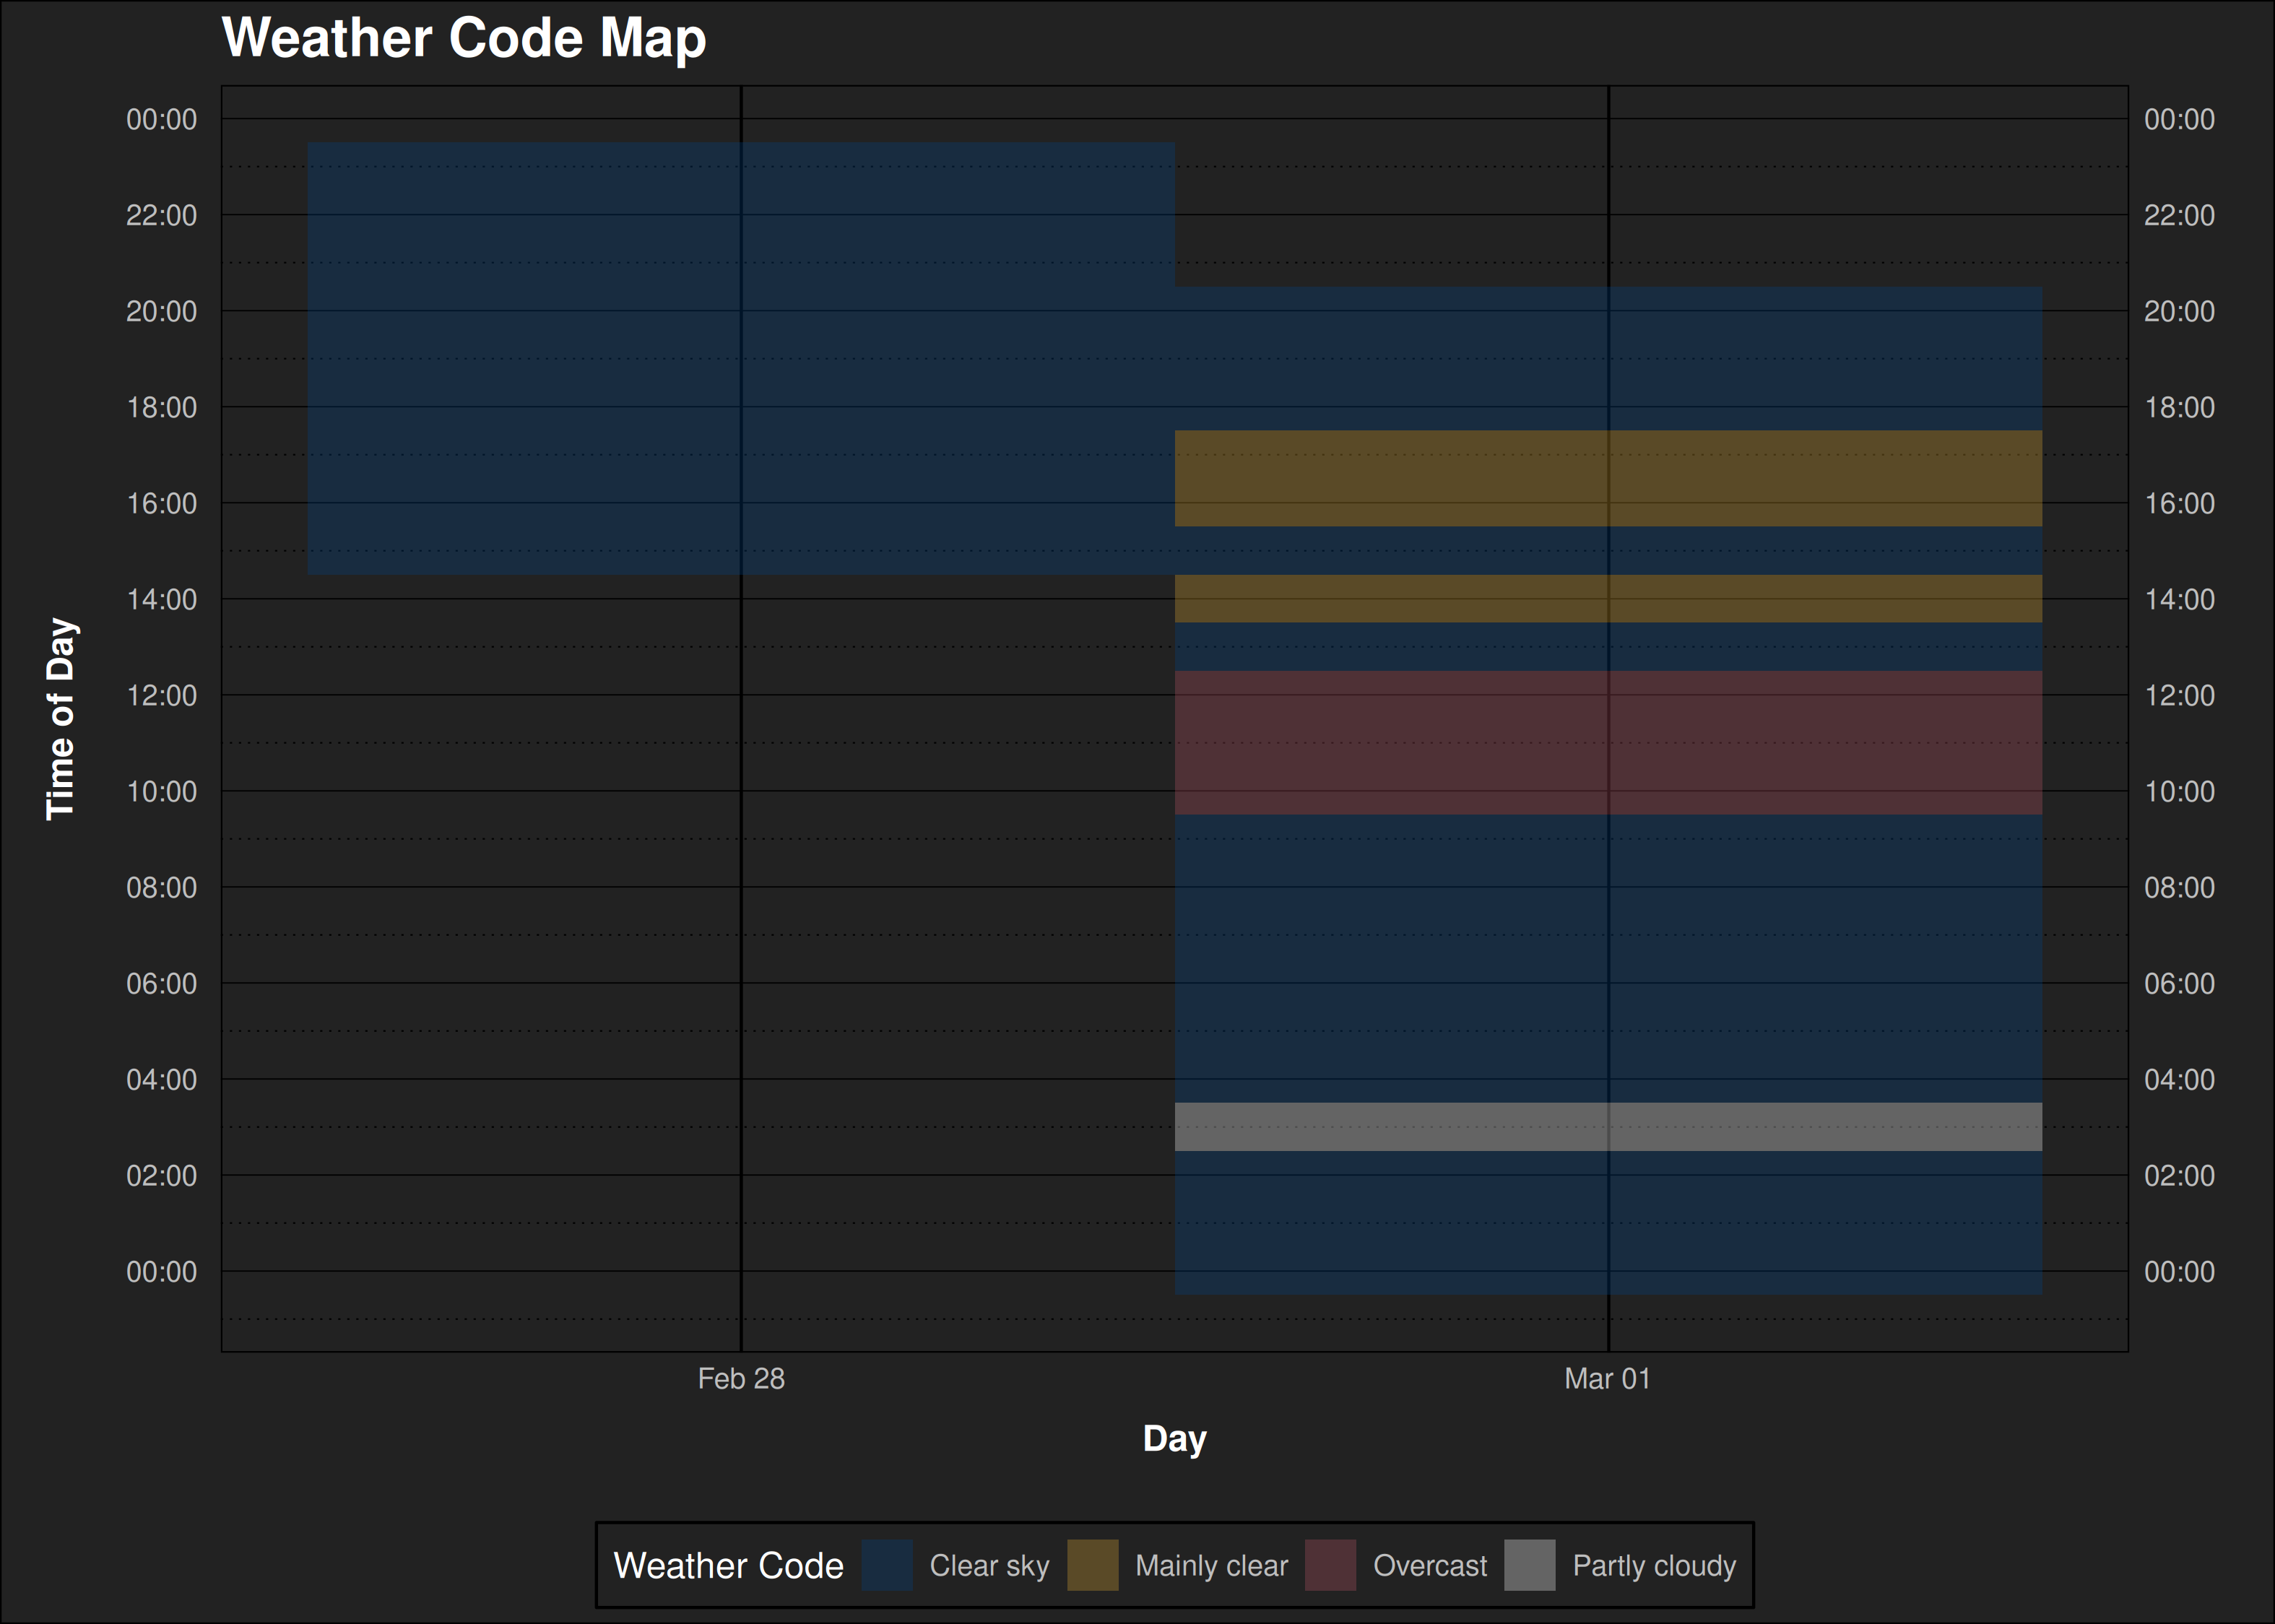 Weather Code Map
00:00 00:00
22:00 22:00
20:00 20:00
18:00 18:00
16:00 16:00
14:00 14:00
12:00 12:00
10:00 10:00
08:00 08:00
06:00 06:00
04:00 04:00
02:00 02:00
00:00 00:00
Time of Day
Feb 28 Mar 01
Day
Weather Code Clear sky Mainly clear Overcast Partly cloudy